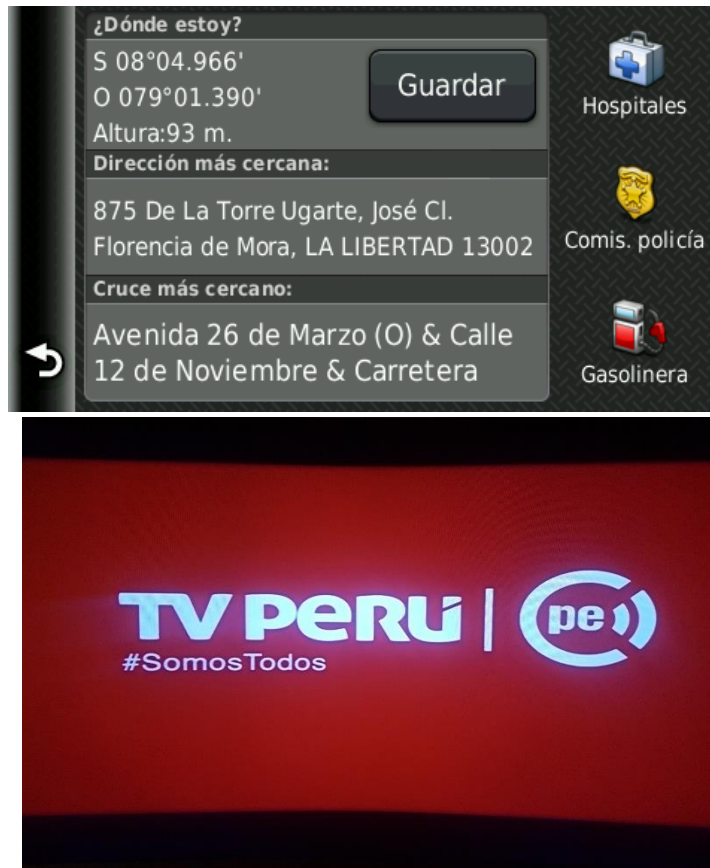 ¿Dónde estoy?
S 08°04.966'
O 079°01.390'
Altura:93 m.
Guardar
Dirección más cercana:
875 De La Torre Ugarte, José Cl.
Florencia de Mora, LA LIBERTAD 13002
Cruce más cercano:
Avenida 26 de Marzo (O) & Calle
12 de Noviembre & Carretera
Hospitales
Comis. policía
Gasolinera
TV PERÚ
#SomosTodos
pe